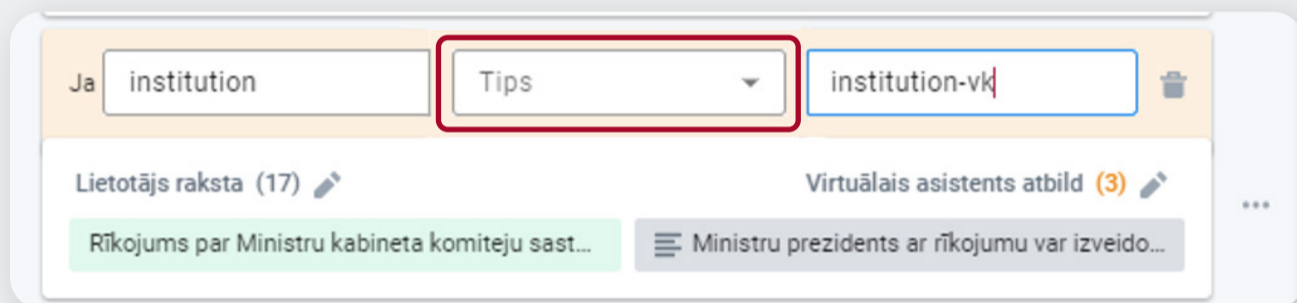 Ja institution Tips institution-vk
Lietotājs raksta (17) Virtuālais asistents atbild (3)
Rīkojums par Ministru kabineta komiteju sast... Ministru prezidents ar rīkojumu var izveido...